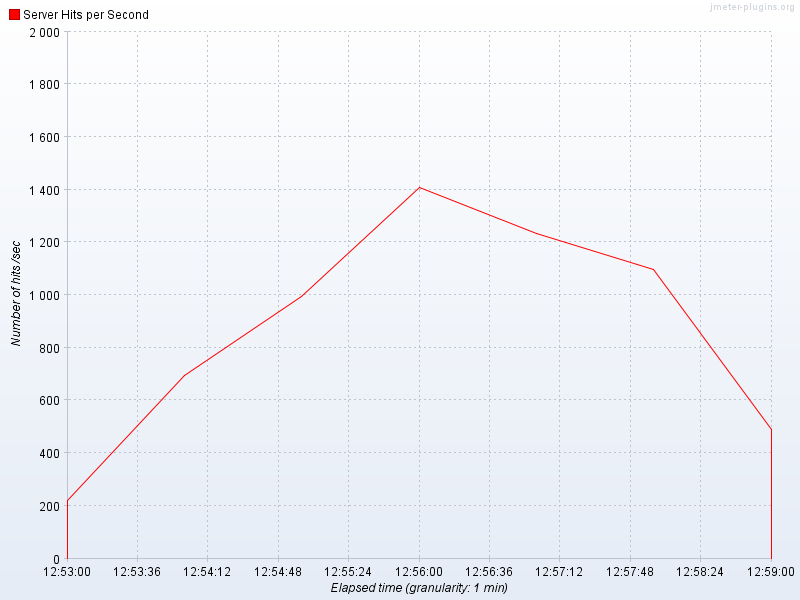 jmeter-plugins.org
Server Hits per Second
2 000
1 800
1 600
1 400
1 200
1 000
800
600
400
200
0
Number of hits /sec
12:53:00 12:53:36 12:54:12 12:54:48 12:55:24 12:56:00 12:56:36 12:57:12 12:57:48 12:58:24 12:59:00
Elapsed time (granularity: 1 min)